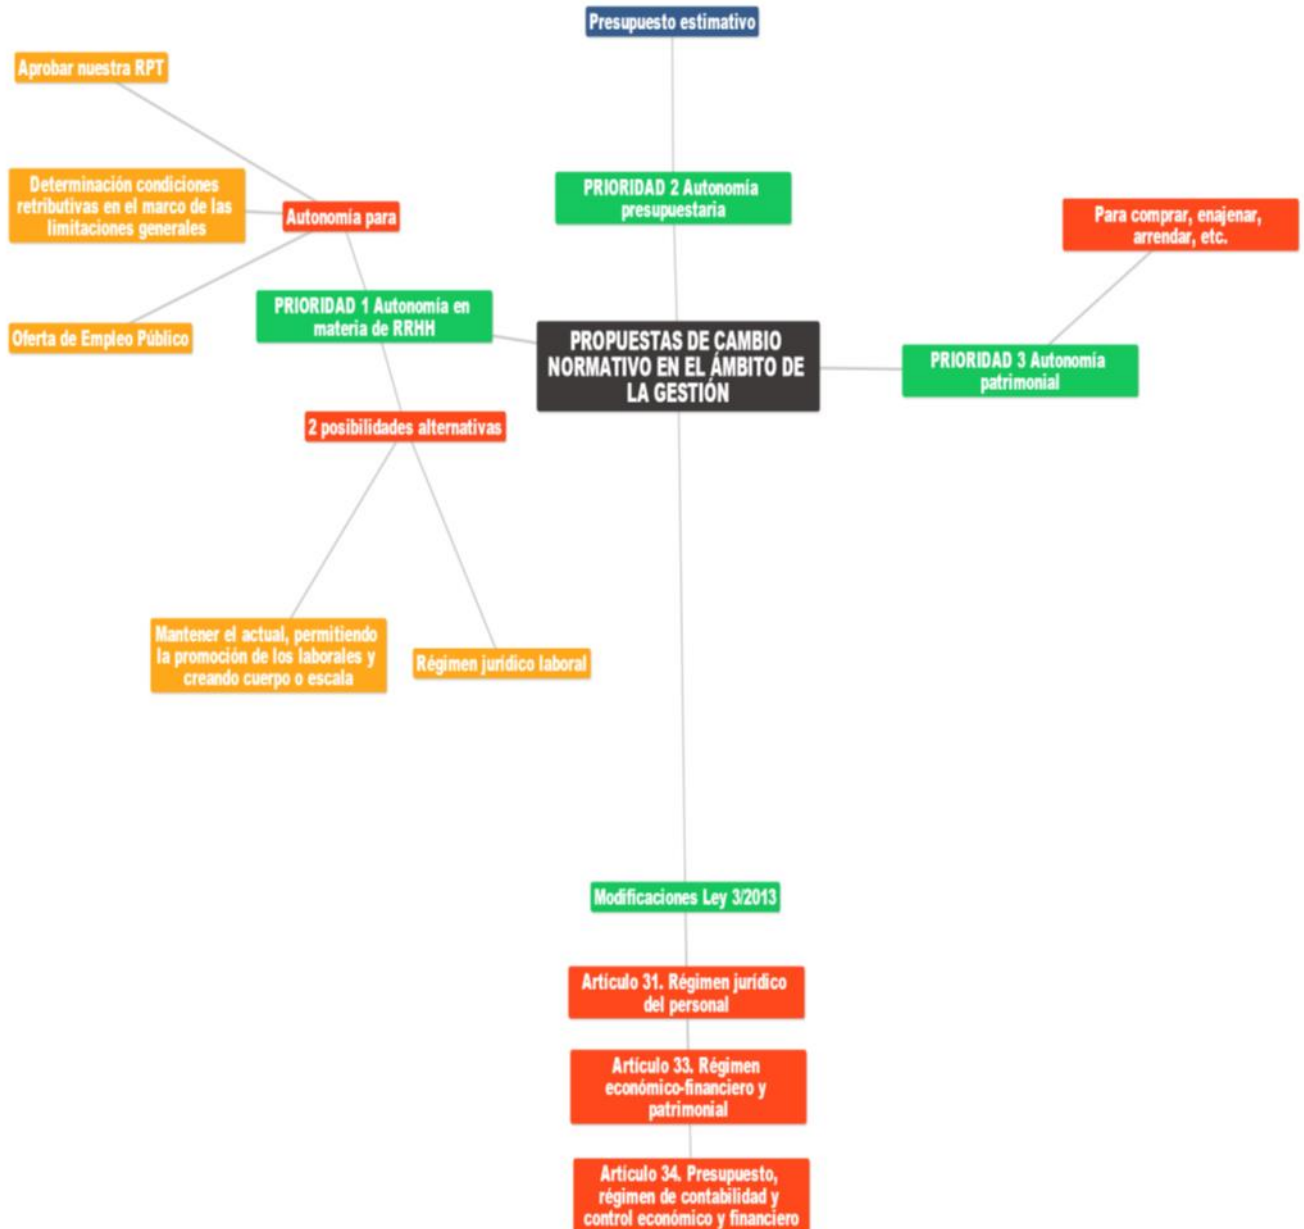 Presupuesto estimativo
Aprobar nuestra RPT
Determinación condiciones
retributivas en el marco de las
limitaciones generales
Autonomía para
PRIORIDAD 2 Autonomía
presupuestaria
Para comprar, enajenar,
arrendar, etc.
Oferta de Empleo Público
PRIORIDAD 1 Autonomía en
materia de RRHH
PROPUESTAS DE CAMBIO
NORMATIVO EN EL ÁMBITO DE
LA GESTIÓN
PRIORIDAD 3 Autonomía
patrimonial
2 posibilidades alternativas
Mantener el actual, permitiendo
la promoción de los laborales y
creando cuerpo o escala
Régimen jurídico laboral
Modificaciones Ley 3/2013
Artículo 31. Régimen jurídico
del personal
Artículo 33. Régimen
económico-financiero y
patrimonial
Artículo 34. Presupuesto,
régimen de contabilidad y
control económico y financiero